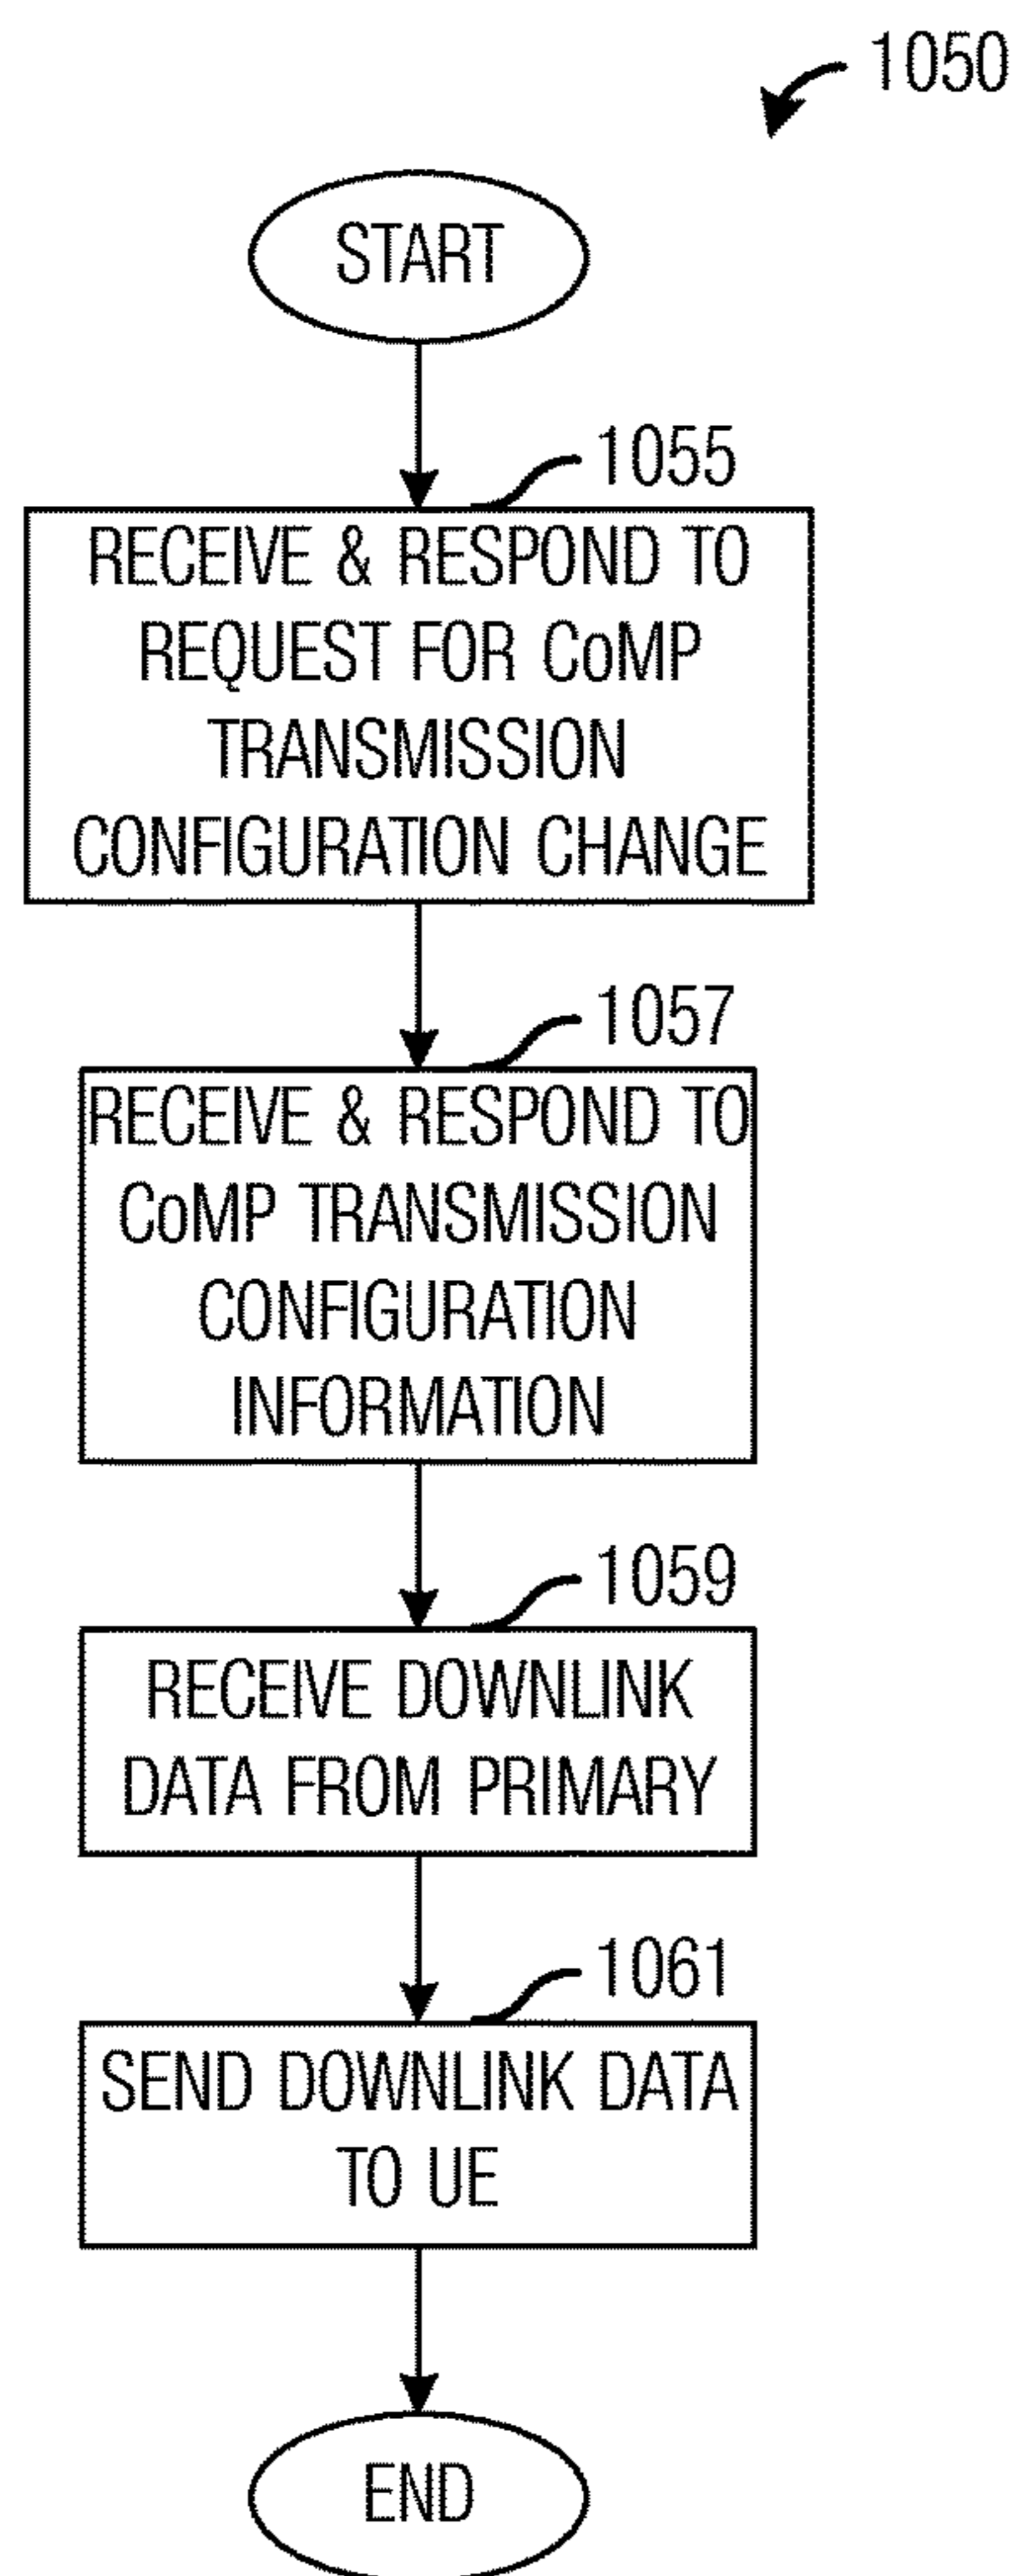 1050
START
1055
RECEIVE & RESPOND TO
REQUEST FOR CoMP
TRANSMISSION
CONFIGURATION CHANGE
1057
RECEIVE & RESPOND TO
CoMP TRANSMISSION
CONFIGURATION
INFORMATION
1059
RECEIVE DOWNLINK
DATA FROM PRIMARY
1061
SEND DOWNLINK DATA
TO UE
END